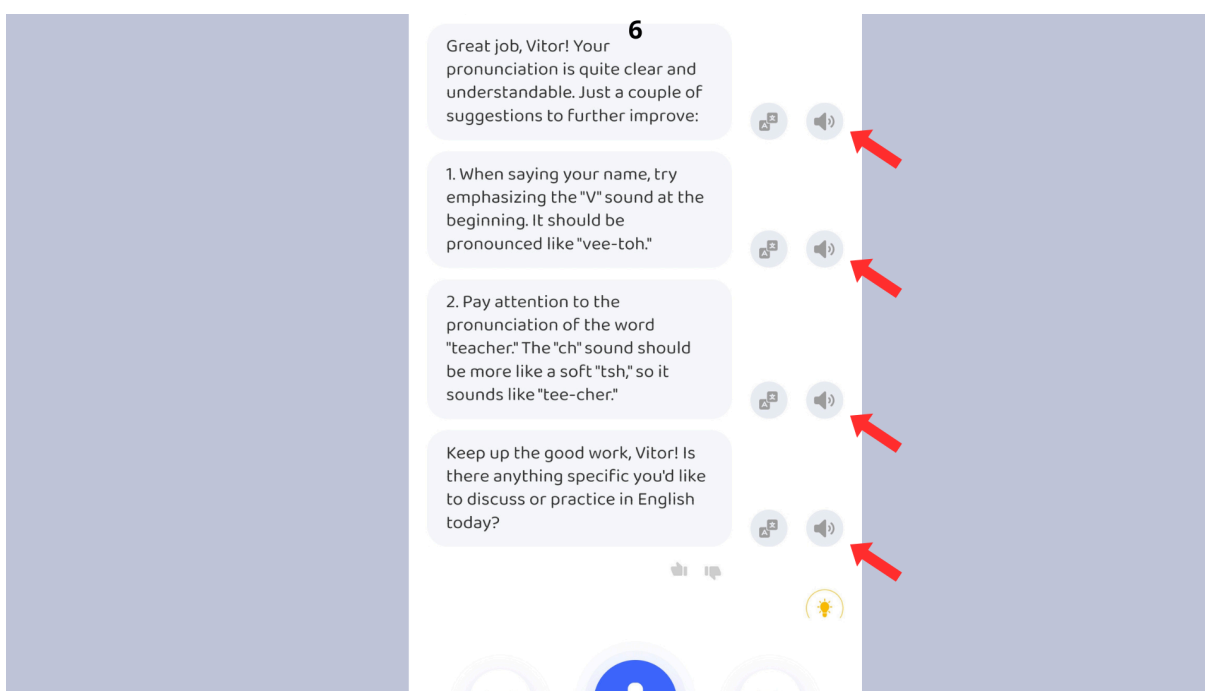 6
Great job, Vitor! Your
pronunciation is quite clear and
understandable. Just a couple of
suggestions to further improve:
1. When saying your name, try
emphasizing the "V" sound at the
beginning. It should be
pronounced like "vee-toh."
2. Pay attention to the
pronunciation of the word
"teacher." The "ch" sound should
be more like a soft "tsh," so it
sounds like "tee-cher."
Keep up the good work, Vitor! Is
there anything specific you'd like
to discuss or practice in English
today?